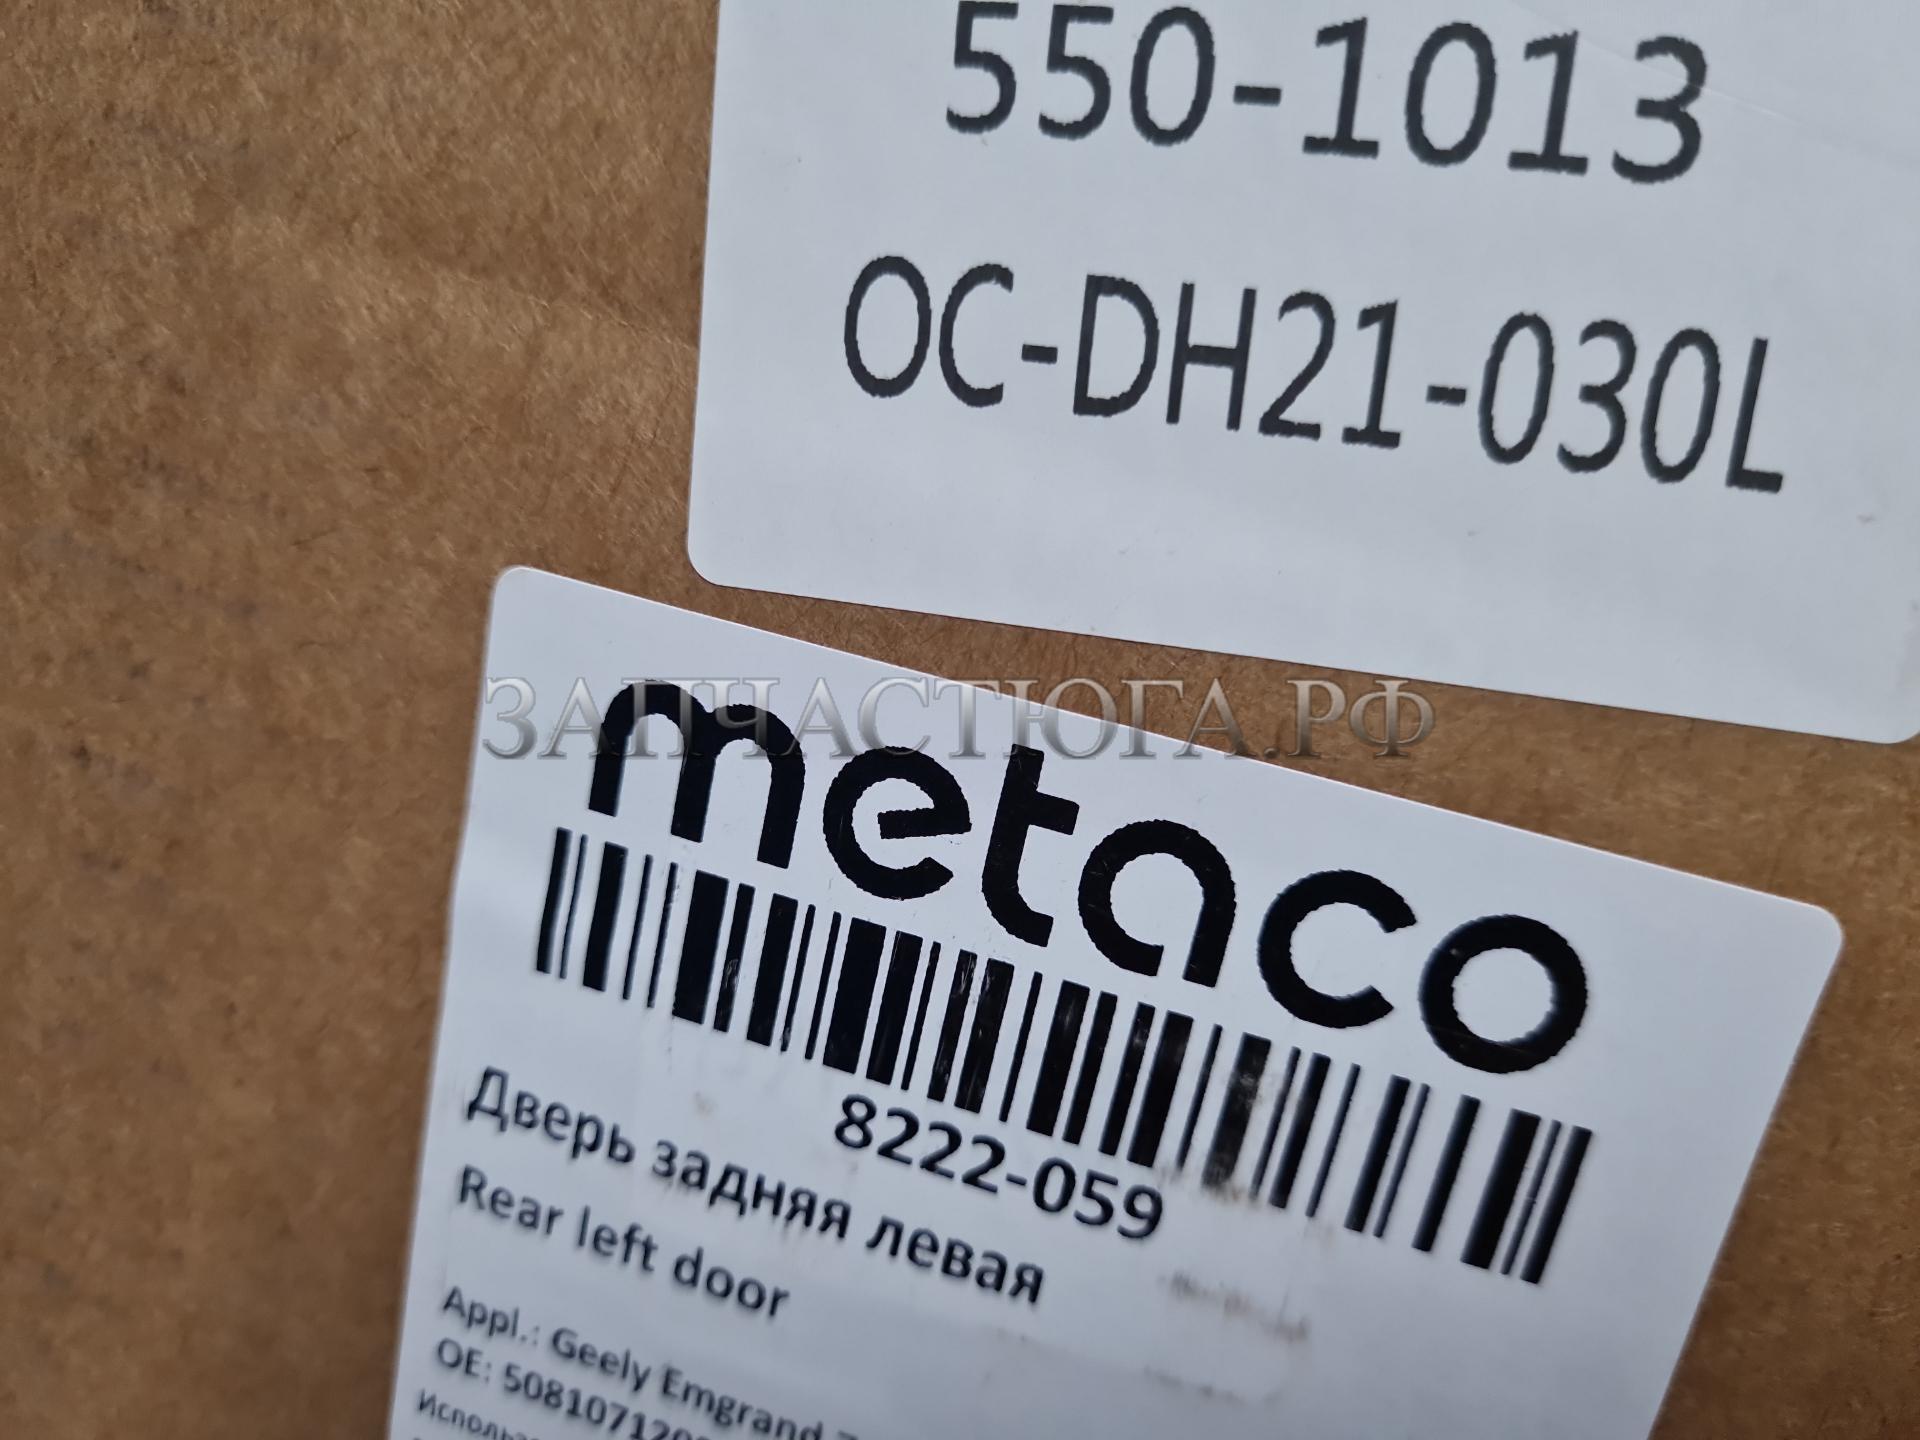 550-1013
OC-DH21-030L
ЗАПЧАСТЮГА.РФ
metaco
8222-059
Дверь задняя левая
Rear left door
Appl.: Geely Emgrand
OE: